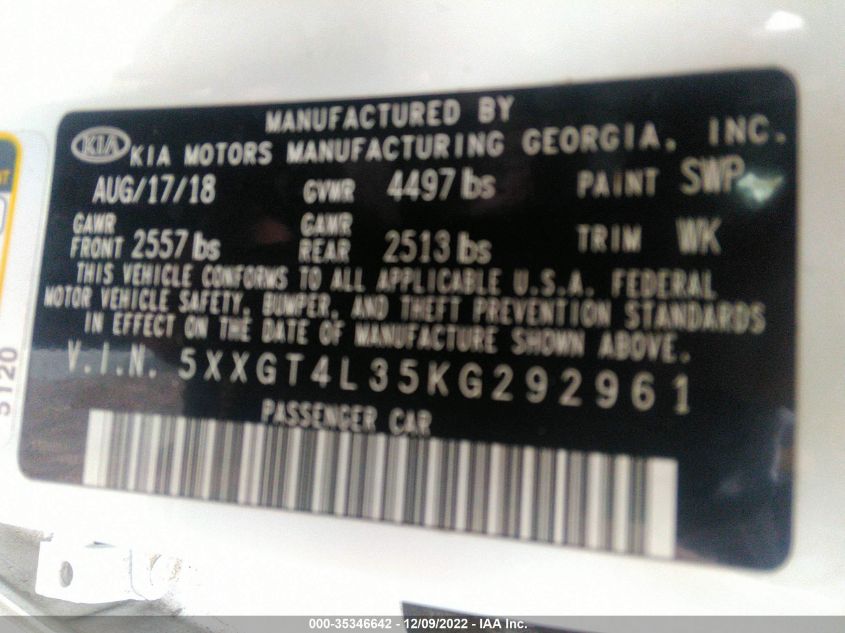 MANUFACTURED BY
KIA KIA MOTORS MANUFACTURING GEORGIA, INC.
AUG/17/18 GVWR 4497 lbs PAINT SWP
GAWR FRONT 2557 lbs GAWR REAR 2513 lbs TRIM WK
THIS VEHICLE CONFORMS TO ALL APPLICABLE U.S.A. FEDERAL
MOTOR VEHICLE SAFETY, BUMPER, AND THEFT PREVENTION STANDARDS
IN EFFECT ON THE DATE OF MANUFACTURE SHOWN ABOVE.
V.I.N. 5XXGT4L35KG292961
PASSENGER CAR
5120
000-35346642 - 12/09/2022 - IAA Inc.